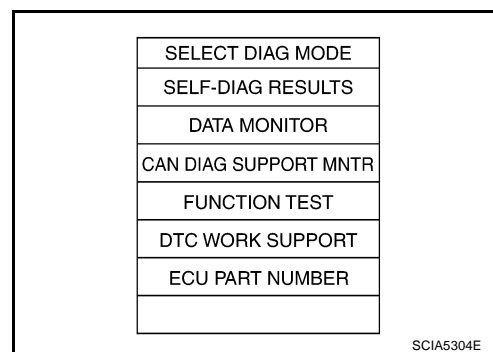 SELECT DIAG MODE
SELF-DIAG RESULTS
DATA MONITOR
CAN DIAG SUPPORT MNTR
FUNCTION TEST
DTC WORK SUPPORT
ECU PART NUMBER
SCIA5304E